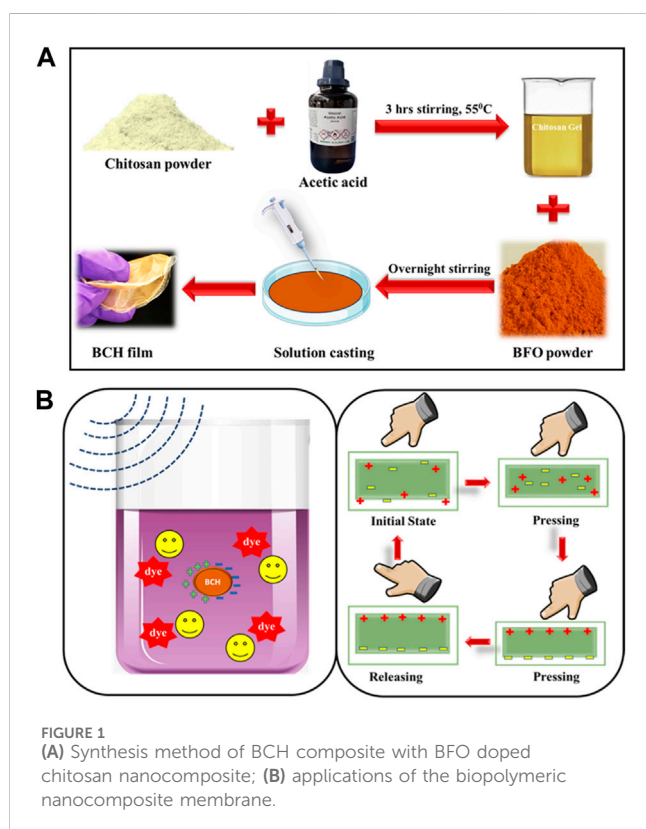 A
3 hrs stirring, 55⁰C
Chitosan Gel
Chitosan powder
Acetic acid
Overnight stirring
BCH film
Solution casting
BFO powder
B
dye
dye
BCH
dye
dye
Initial State
Pressing
Releasing
Pressing
FIGURE 1
(A) Synthesis method of BCH composite with BFO doped
chitosan nanocomposite; (B) applications of the biopolymeric
nanocomposite membrane.